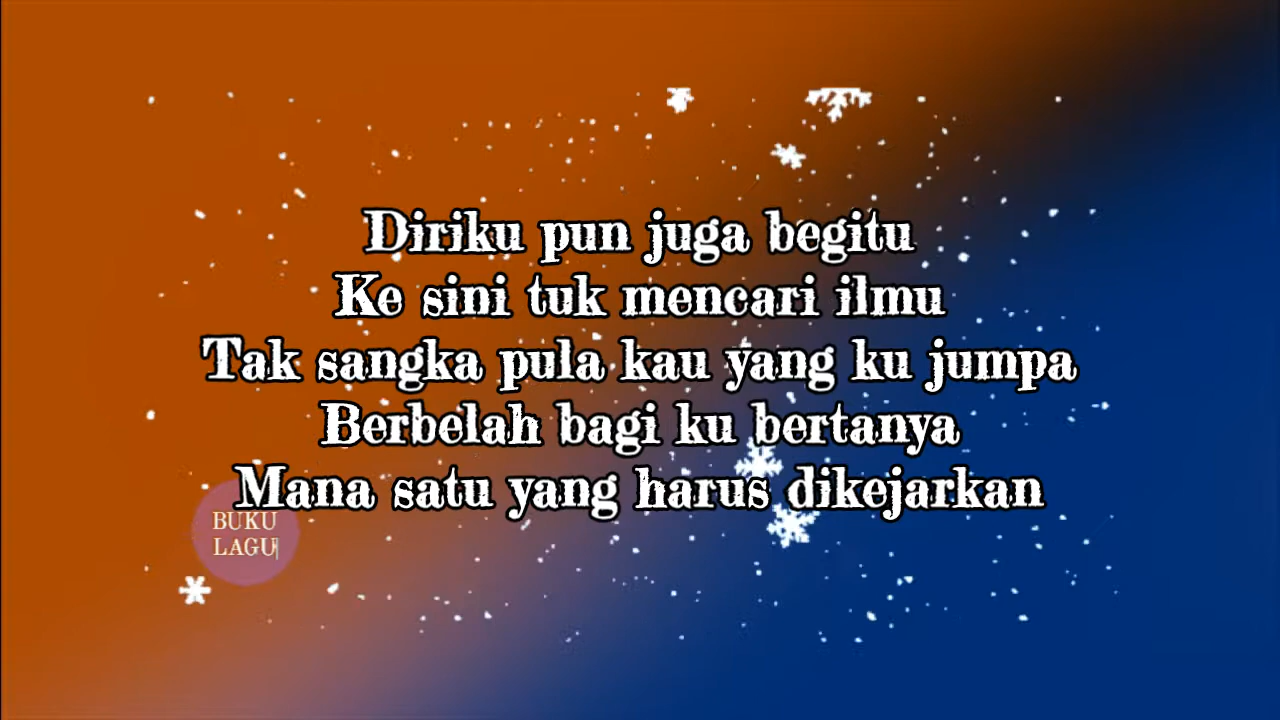 Diriku pun juga begitu
Ke sini tuk mencari ilmu
Tak sangka pula kau yang ku jumpa
Berbelah bagi ku bertanya
Mana satu yang harus dikejarkan
BUKU
LAGU